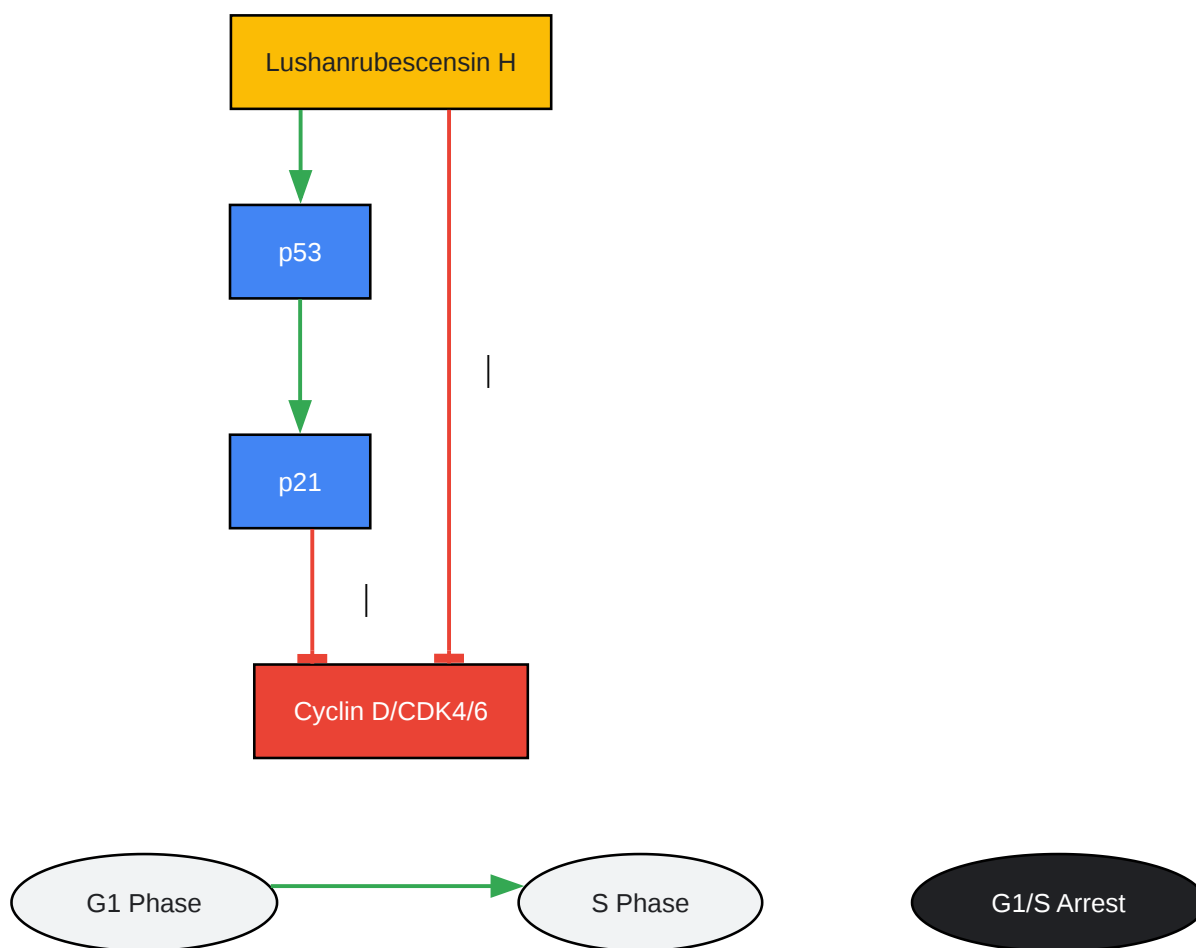 Lushanrubescensin H
p53
|
p21
|
Cyclin D/CDK4/6
G1 Phase
S Phase
G1/S Arrest